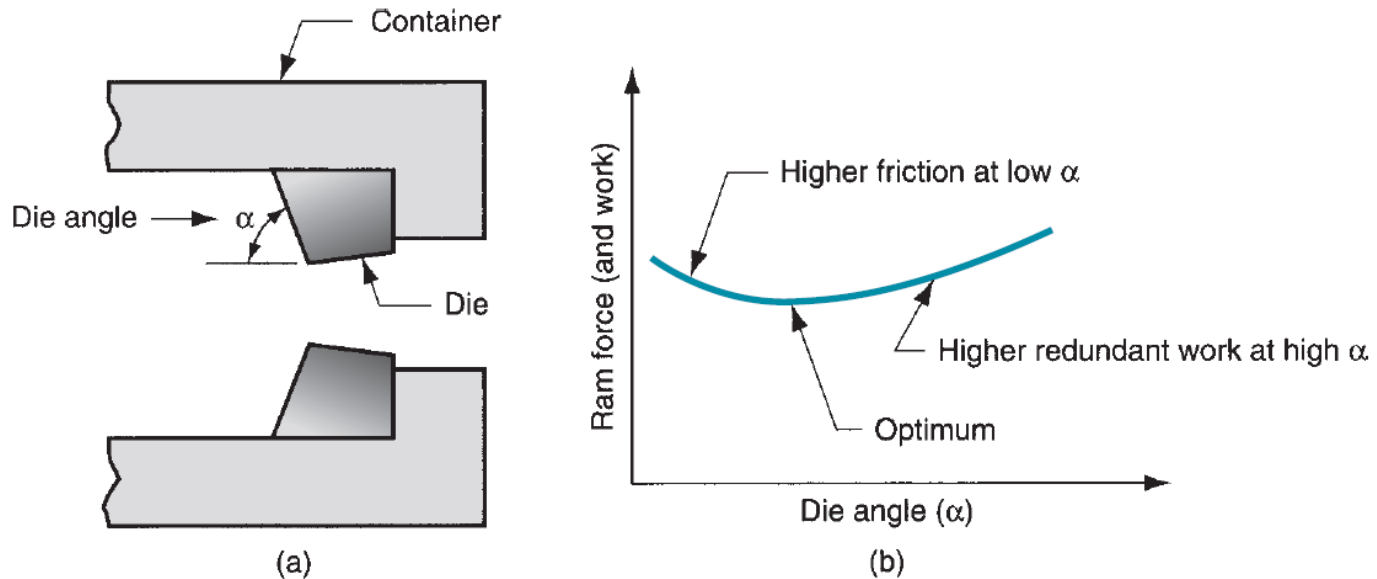 Container
Die angle
α
Die
(a)
Ram force (and work)
Higher friction at low α
Higher redundant work at high α
Optimum
Die angle (α)
(b)